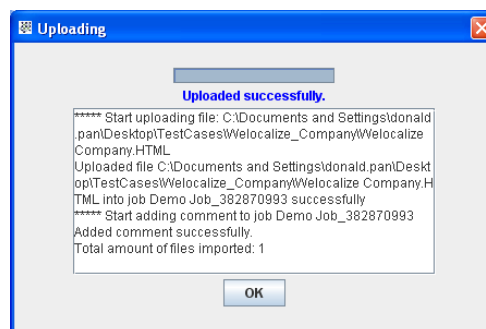 Uploading
Uploaded successfully.
***** Start uploading file: C:\Documents and Settings\donald
.pan\Desktop\TestCases\Welocalize_Company\Welocalize
Company.HTML
Uploaded file C:\Documents and Settings\donald.pan\Deskt
op\TestCases\Welocalize_Company\Welocalize Company.H
TML into job Demo Job_382870993 successfully
***** Start adding comment to job Demo Job_382870993
Added comment successfully.
Total amount of files imported: 1
OK